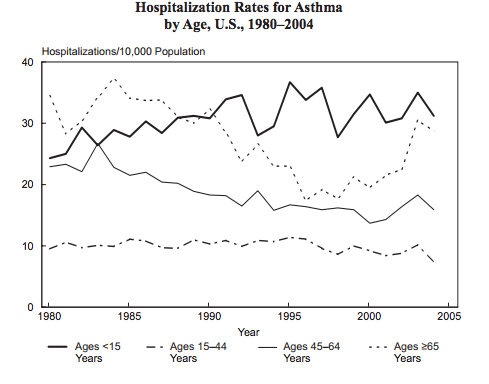 Hospitalization Rates for Asthma
by Age, U.S., 1980–2004
Hospitalizations/10,000 Population
40
30
20
10
0
1980 1985 1990 1995 2000 2005
Year
Ages <15 Years
Ages 15–44 Years
Ages 45–64 Years
Ages ≥65 Years